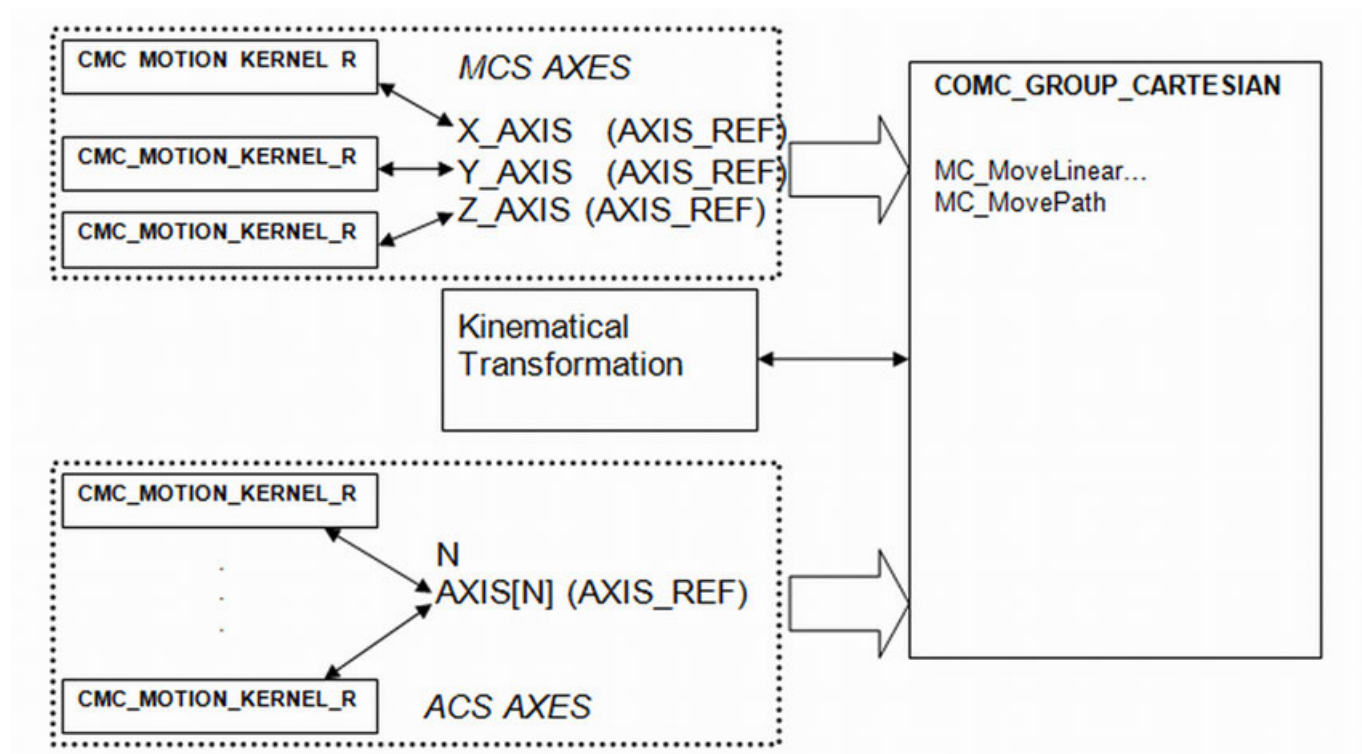 CMC MOTION KERNEL R
MCS AXES
X_AXIS (AXIS_REF)
CMC_MOTION_KERNEL_R
Y_AXIS (AXIS_REF)
CMC_MOTION_KERNEL_R
Z_AXIS (AXIS_REF)
COMC_GROUP_CARTESIAN
MC_MoveLinear...
MC_MovePath
Kinematical
Transformation
CMC_MOTION_KERNEL_R
.
.
.
N
AXIS[N] (AXIS_REF)
CMC_MOTION_KERNEL_R
ACS AXES